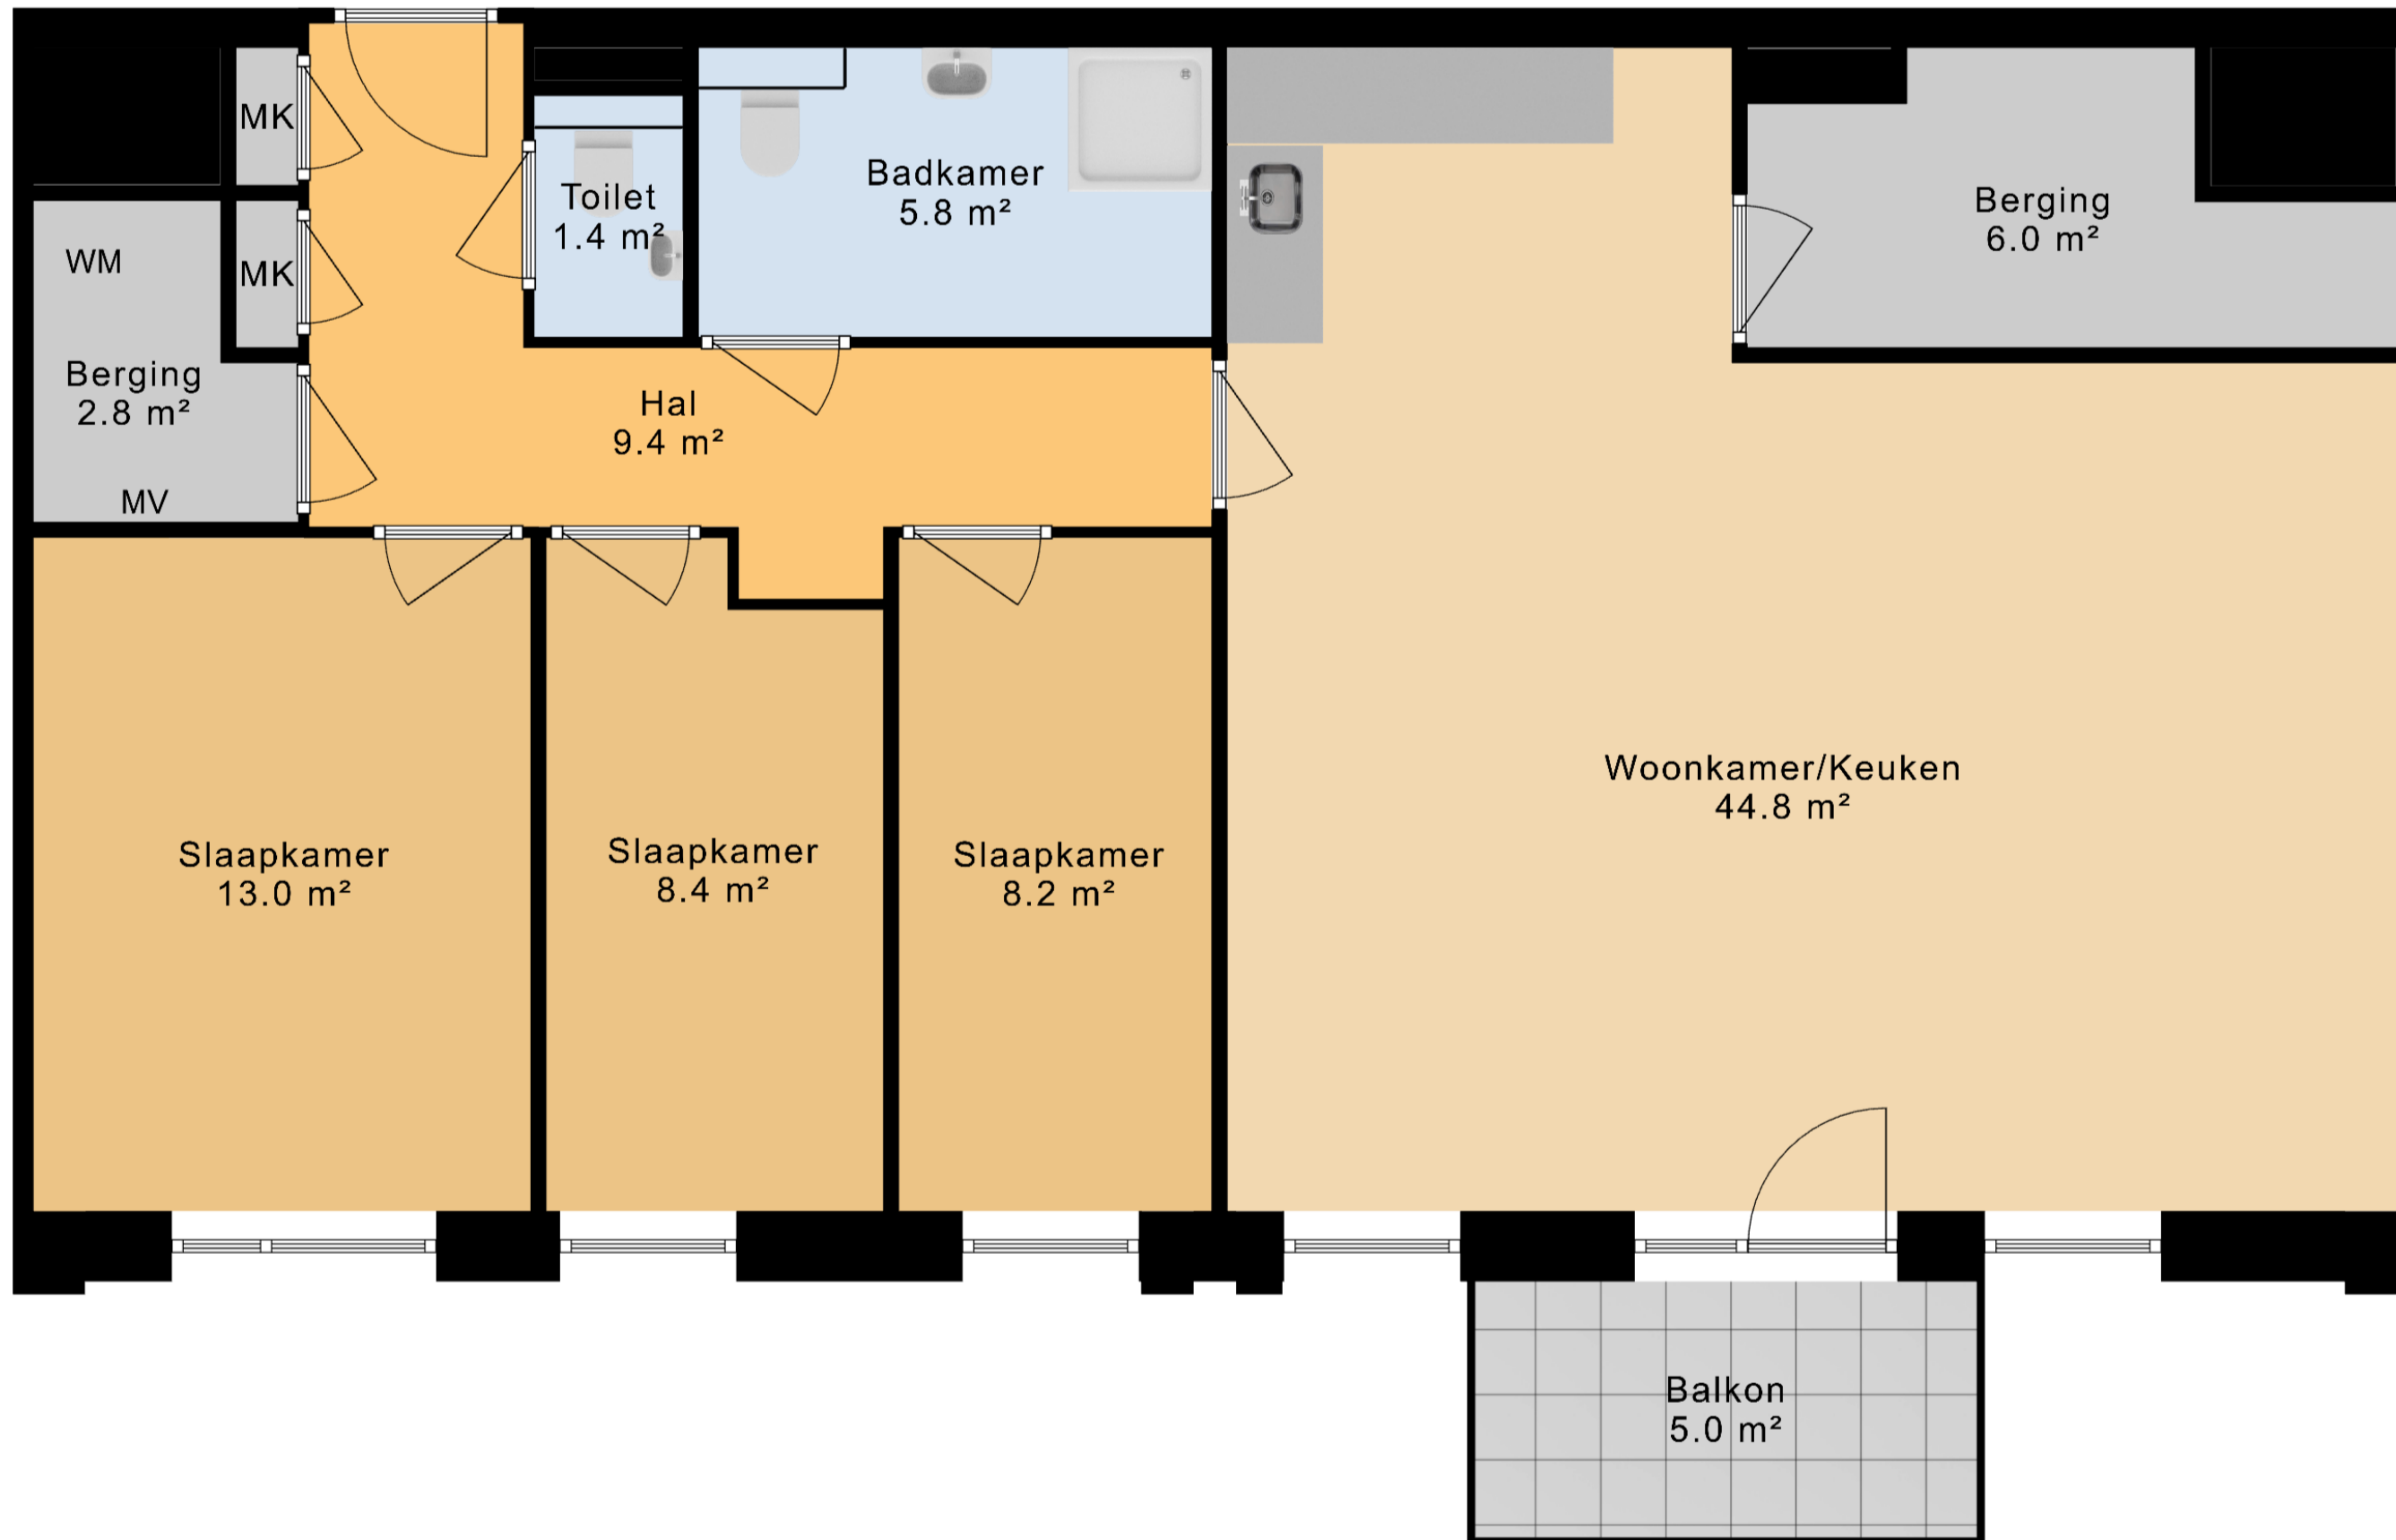 MK
Toilet
1.4 m²
Badkamer
5.8 m²
Berging
6.0 m²
WM
MK
Berging
2.8 m²
MV
Hal
9.4 m²
Woonkamer/Keuken
44.8 m²
Slaapkamer
13.0 m²
Slaapkamer
8.4 m²
Slaapkamer
8.2 m²
Balkon
5.0 m²